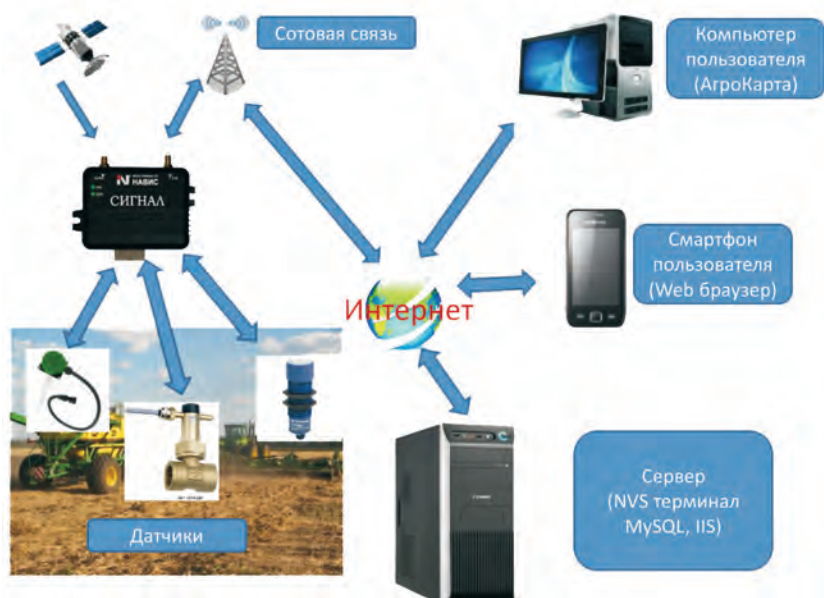 Сотовая связь
Компьютер
пользователя
(АгроКарта)
НАВИС
СИГНАЛ
Смартфон
пользователя
(Web браузер)
Интернет
Датчики
Сервер
(NVS терминал
MySQL, IIS)